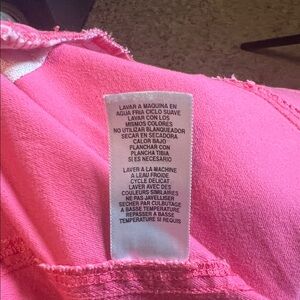 LAVAR A MAQUINA EN
AGUA FRIA CICLO SUAVE
LAVAR CON LOS
MISMOS COLORES
NO UTILIZAR BLANQUEADOR
SECAR EN SECADORA
CALOR BAJO
PLANCHAR CON
PLANCHA TIBIA
SI ES NECESARIO
LAVER A LA MACHINE
A LEAU FROIDE
CYCLE DELICAT
LAVER AVEC DES
COULEURS SIMILAIRES
NE PAS JAVELLISER
SECHER PAR CULBUTAGE
A BASSE TEMPERATURE
REPASSER A BASSE
TEMPERATURE SI REQUIS